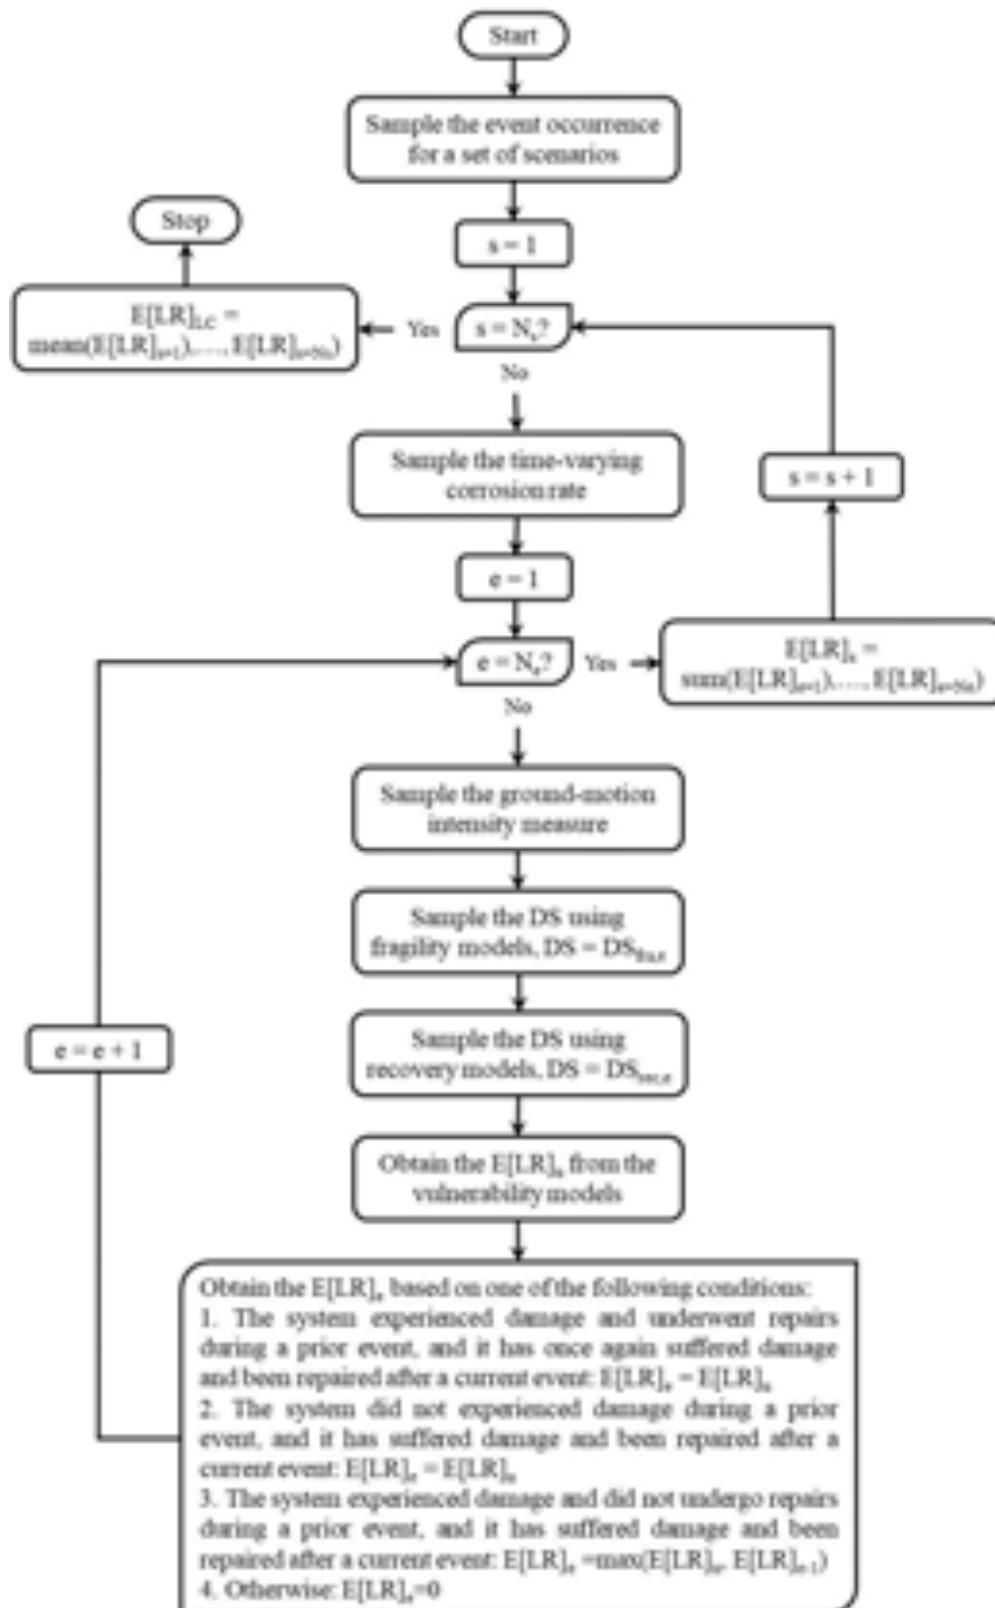 Start
Sample the event occurrence
for a set of scenarios
s = 1
Stop
E[LR]LC =
mean(E[LR]s=1),…, E[LR]s=Ns)
Yes
s = Ns?
No
Sample the time-varying
corrosion rate
s = s + 1
e = 1
e = Ne?
Yes
E[LR]s =
sum(E[LR]e=1),…, E[LR]e=Ne)
No
Sample the ground-motion
intensity measure
Sample the DS using
fragility models, DS =
e = e + 1
Sample the DS using
recovery models, DS = DSrec,e
Obtain the E[LR] from the
vulnerability models
Obtain the E[LR]e based on one of the following conditions:
1. The system experienced damage and underwent repairs
during a prior event, and it has once again suffered damage
and been repaired after a current event: E[LR]e = E[LR]
2. The system did not experienced damage during a prior
event, and it has suffered damage and been repaired after a
current event: E[LR]e = E[LR]
3. The system experienced damage and did not undergo repairs
during a prior event, and it has suffered damage and been
repaired after a current event: E[LR]e =max(E[LR], E[LR]e-1)
4. Otherwise: E[LR]e=0